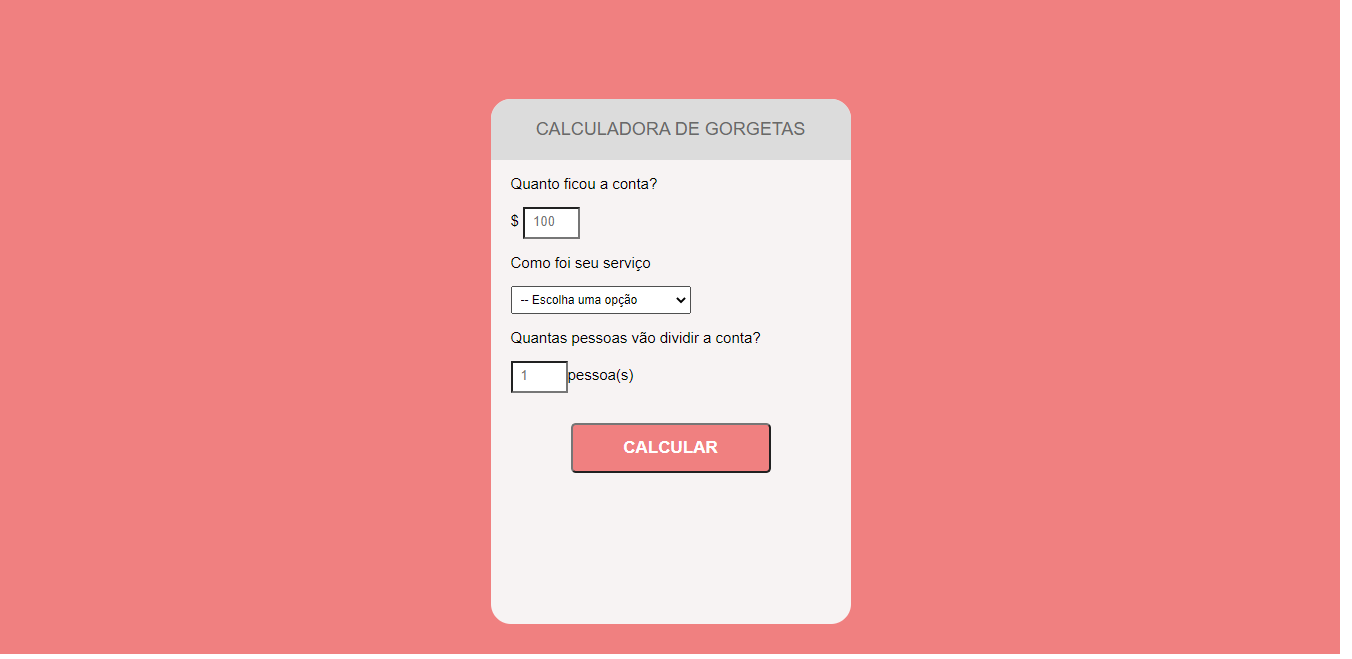 CALCULADORA DE GORGETAS
Quanto ficou a conta?
$ 100
Como foi seu serviço
-- Escolha uma opção
Quantas pessoas vão dividir a conta?
1 pessoa(s)
CALCULAR